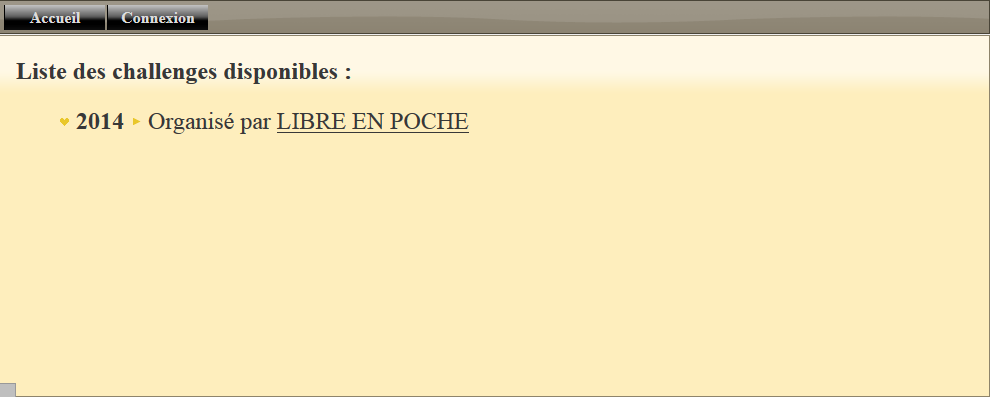 Accueil Connexion
Liste des challenges disponibles :
2014 Organisé par LIBRE EN POCHE